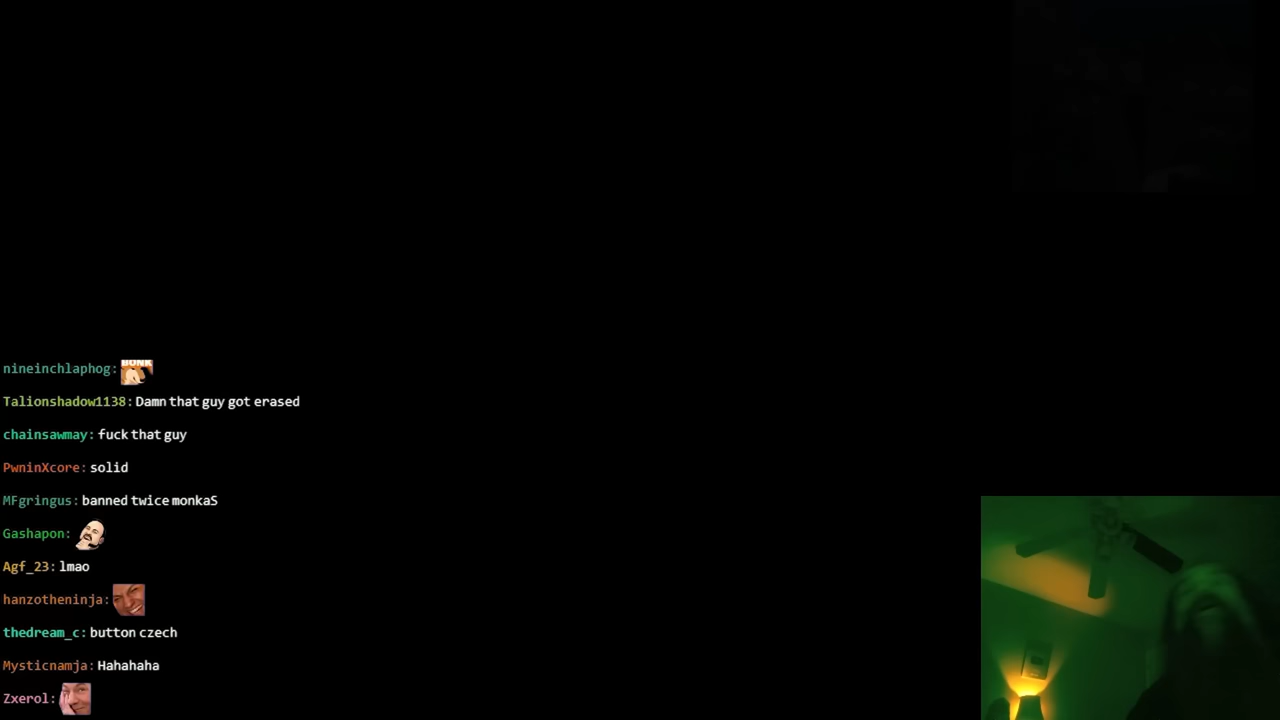 nineinchlaphog: BONK
Talionshadow1138: Damn that guy got erased
chainsawmay: fuck that guy
PwninXcore: solid
MFgringus: banned twice monkaS
Gashapon:
Agf_23: lmao
hanzotheninja:
thedream_c: button czech
Mysticnamja: Hahahaha
Zxerol: